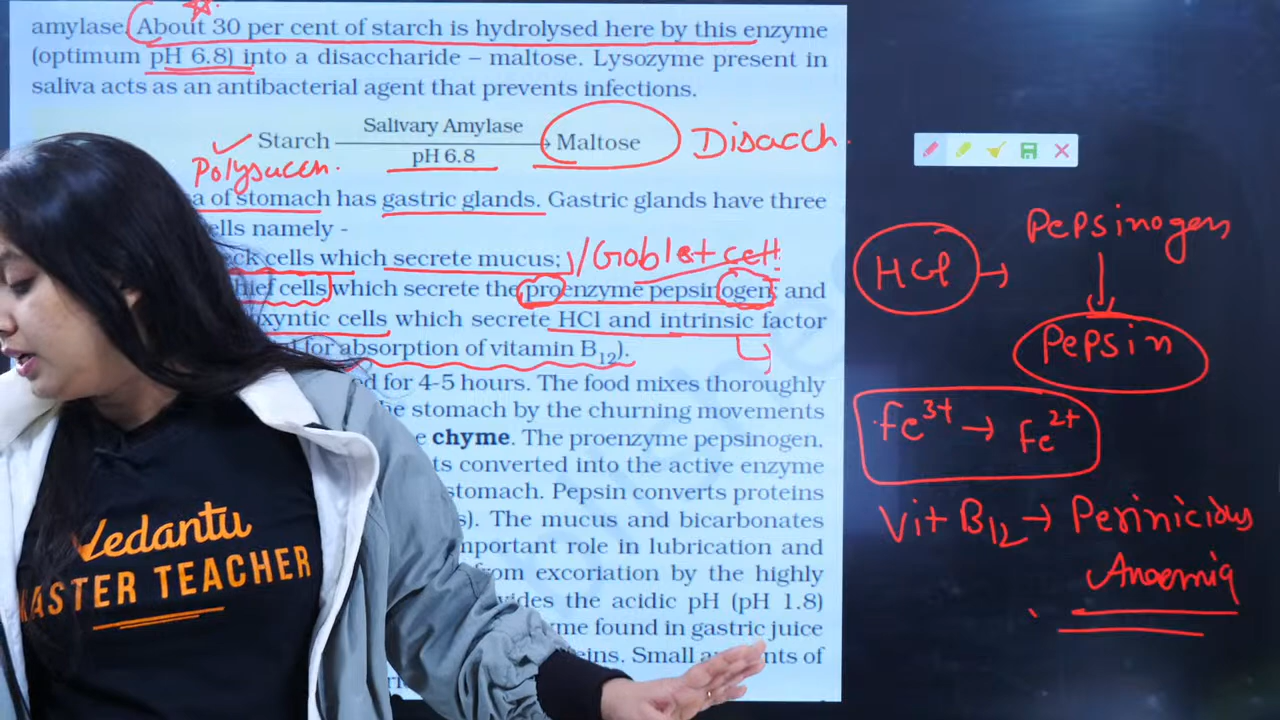 amylase. About 30 per cent of starch is hydrolysed here by this enzyme
(optimum pH 6.8) into a disaccharide – maltose. Lysozyme present in
saliva acts as an antibacterial agent that prevents infections.
Starch Salivary Amylase pH 6.8 Maltose Disacch.
Polysaccn.
of stomach has gastric glands. Gastric glands have three
ells namely -
eck cells which secrete mucus; / Goblet cell
hief cells which secrete the proenzyme pepsinogen; and
xyntic cells which secrete HCl and intrinsic factor
for absorption of vitamin B12).
ed for 4-5 hours. The food mixes thoroughly
he stomach by the churning movements
e chyme. The proenzyme pepsinogen,
ts converted into the active enzyme
stomach. Pepsin converts proteins
s). The mucus and bicarbonates
mportant role in lubrication and
from excoriation by the highly
vides the acidic pH (pH 1.8)
yme found in gastric juice
eins. Small of
Pepsinogen
HCl →
↓
Pepsin
Fe3+ → Fe2+
Vit B12 → Perinicious
Anaemia
Vedantu
MASTER TEACHER